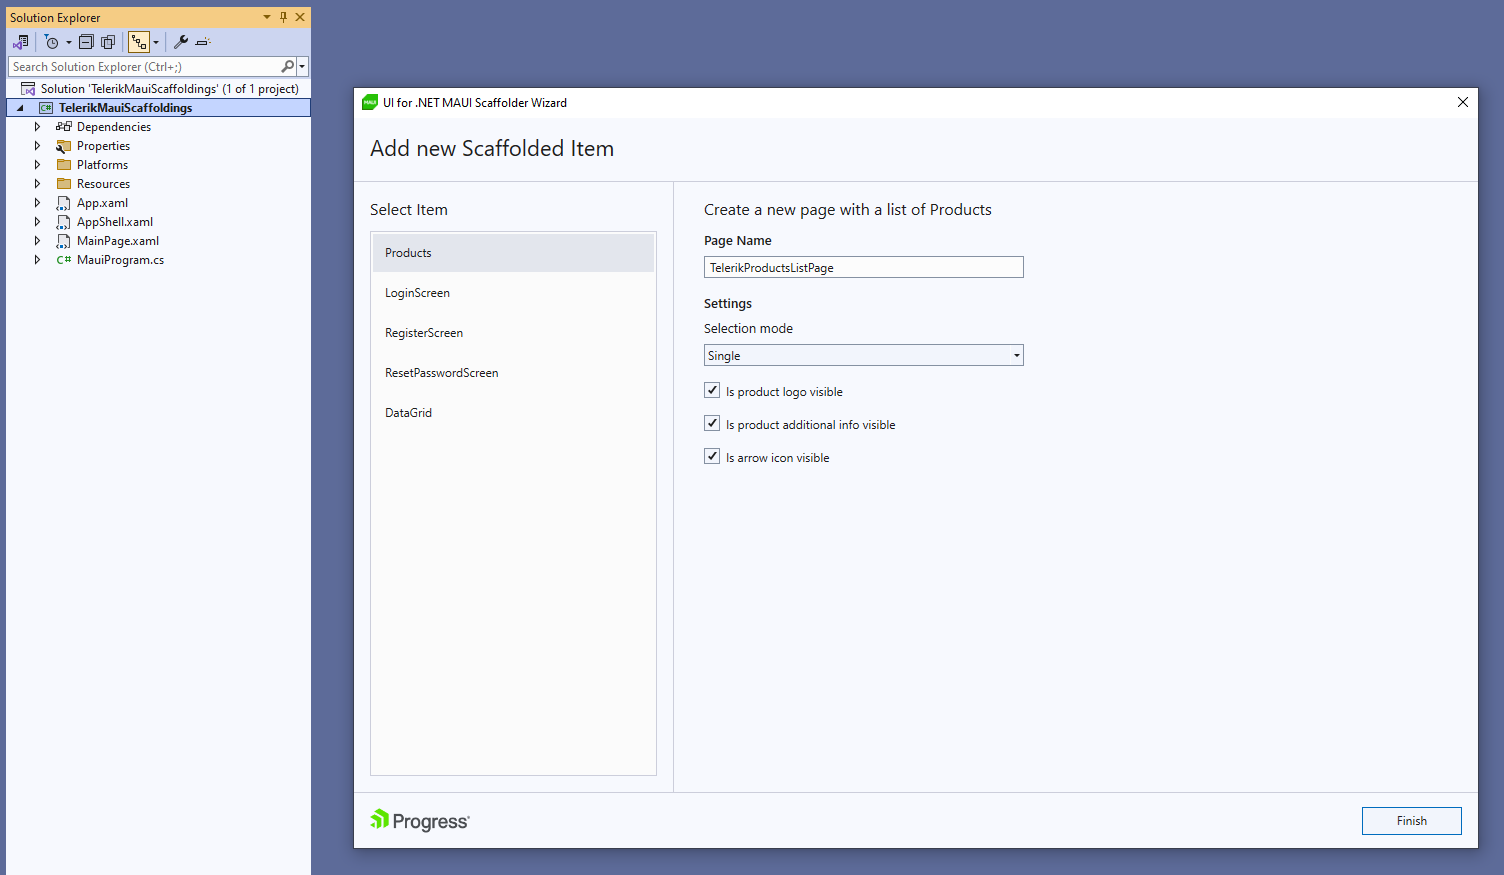 Solution Explorer
Search Solution Explorer (Ctrl+;)
Solution 'TelerikMauiScaffoldings' (1 of 1 project)
C# TelerikMauiScaffoldings
Dependencies
Properties
Platforms
Resources
App.xaml
AppShell.xaml
MainPage.xaml
C# MauiProgram.cs
MAUI UI for .NET MAUI Scaffolder Wizard
Add new Scaffolded Item
Select Item
Products
LoginScreen
RegisterScreen
ResetPasswordScreen
DataGrid
Create a new page with a list of Products
Page Name
TelerikProductsListPage
Settings
Selection mode
Single
Is product logo visible
Is product additional info visible
Is arrow icon visible
Progress
Finish